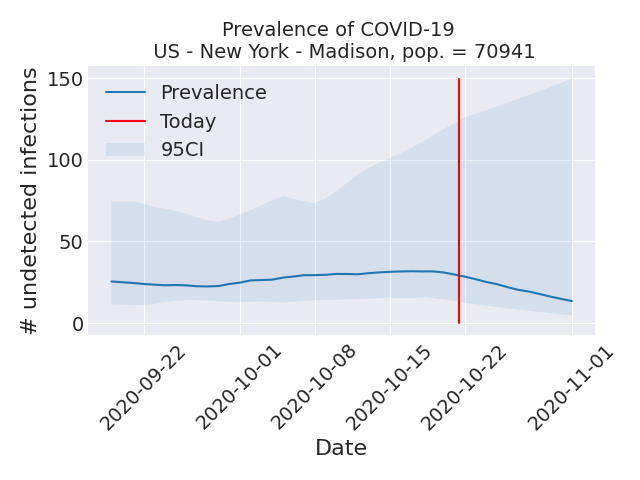 Prevalence of COVID-19
US - New York - Madison, pop. = 70941
# undetected infections
150
100
50
0
Prevalence
Today
95CI
2020-09-22
2020-10-01
2020-10-08
2020-10-15
2020-10-22
2020-11-01
Date